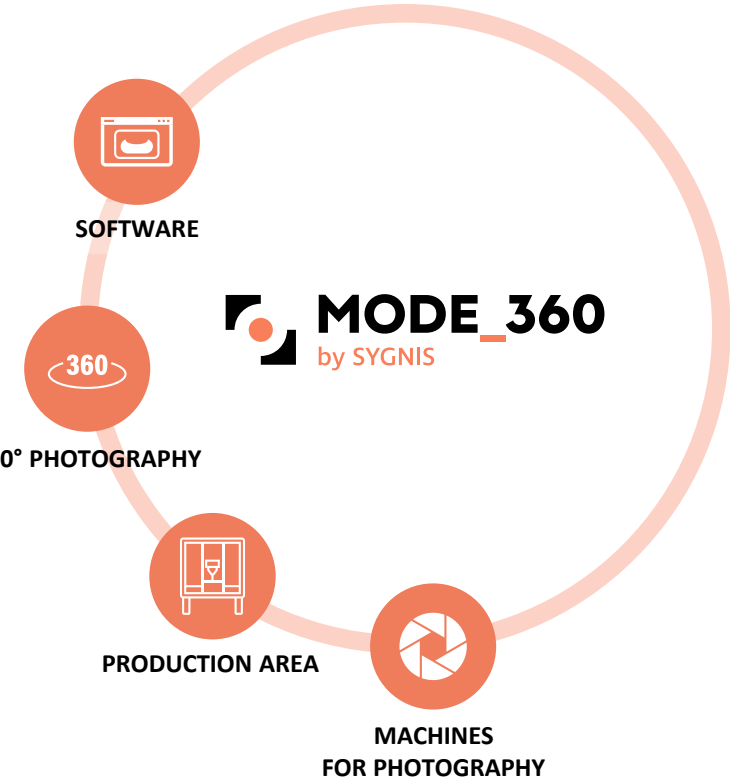 SOFTWARE
MODE_360
by SYGNIS
360
0° PHOTOGRAPHY
PRODUCTION AREA
MACHINES
FOR PHOTOGRAPHY